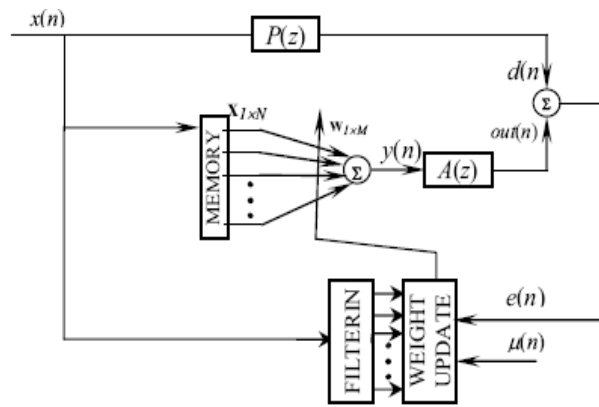 x(n)
P(z)
d(n
Σ
out(n)
X1×N
w1×M
MEMORY
Σ
y(n)
A(z)
FILTERIN
WEIGHT
UPDATE
e(n)
μ(n)